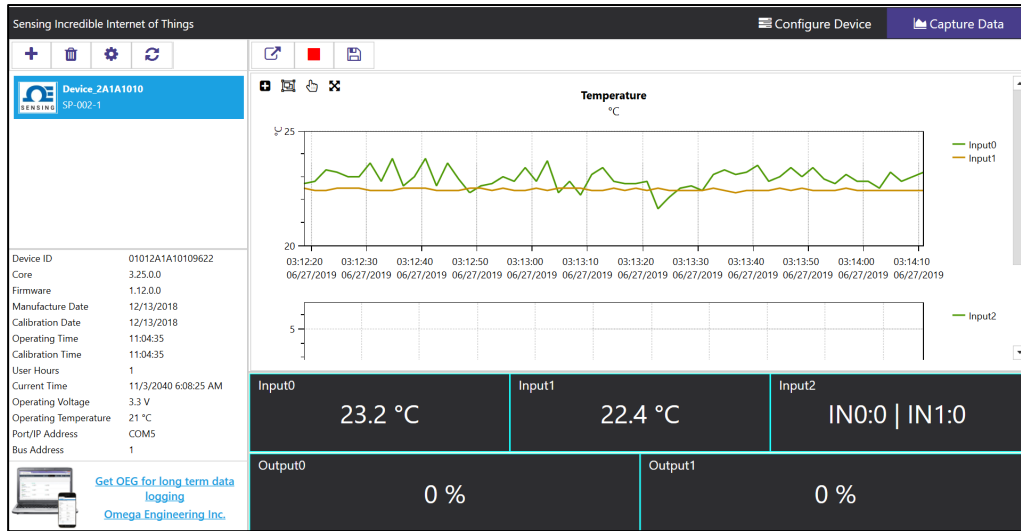 Sensing Incredible Internet of Things
Configure Device
Capture Data
SENSING
Device_2A1A1010
SP-002-1
Device ID 01012A1A10109622
Core 3.25.0.0
Firmware 1.12.0.0
Manufacture Date 12/13/2018
Calibration Date 12/13/2018
Operating Time 11:04:35
Calibration Time 11:04:35
User Hours 1
Current Time 11/3/2040 6:08:25 AM
Operating Voltage 3.3 V
Operating Temperature 21 °C
Port/IP Address COM5
Bus Address 1
Get OEG for long term data
logging
Omega Engineering Inc.
Temperature
°C
°C
25
20
Input0
Input1
03:12:20 03:12:30 03:12:40 03:12:50 03:13:00 03:13:10 03:13:20 03:13:30 03:13:40 03:13:50 03:14:00 03:14:10
06/27/2019 06/27/2019 06/27/2019 06/27/2019 06/27/2019 06/27/2019 06/27/2019 06/27/2019 06/27/2019 06/27/2019 06/27/2019 06/27/2019
5
Input2
Input0
23.2 °C
Input1
22.4 °C
Input2
IN0:0 | IN1:0
Output0
0 %
Output1
0 %